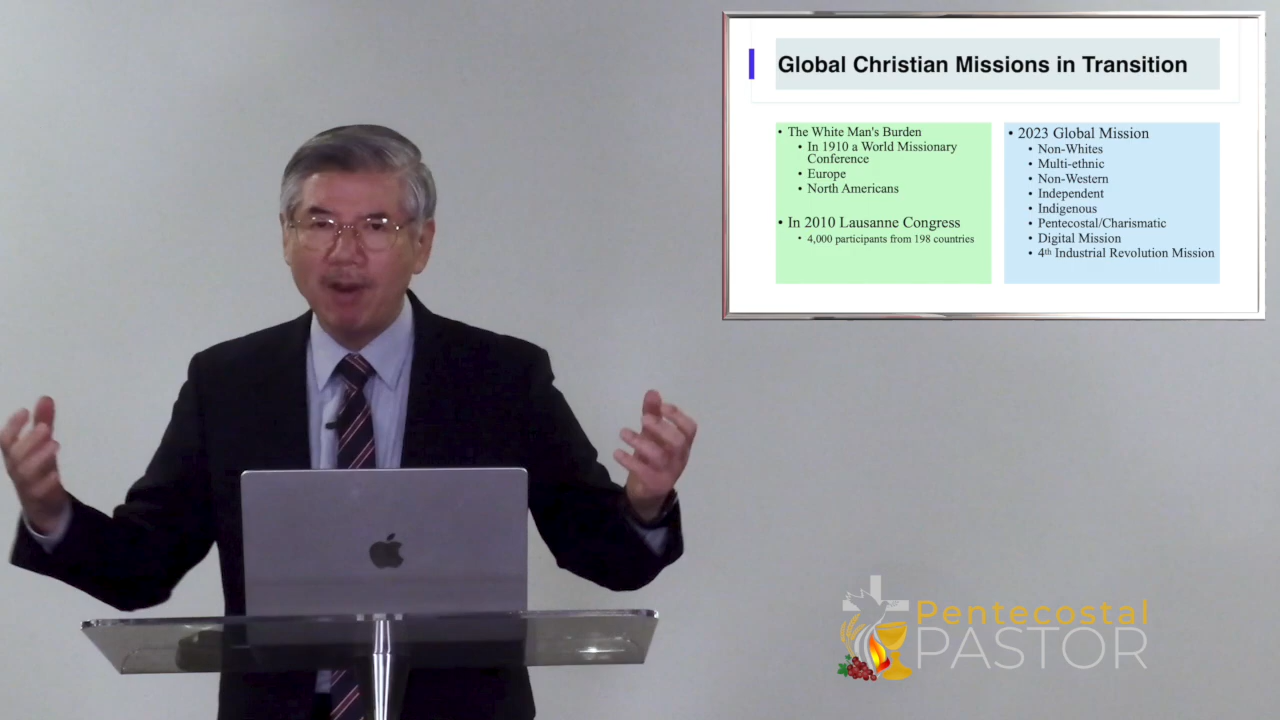 Global Christian Missions in Transition
• The White Man's Burden
• In 1910 a World Missionary
Conference
• Europe
• North Americans
• In 2010 Lausanne Congress
• 4,000 participants from 198 countries
• 2023 Global Mission
• Non-Whites
• Multi-ethnic
• Non-Western
• Independent
• Indigenous
• Pentecostal/Charismatic
• Digital Mission
• 4th Industrial Revolution Mission
Pentecostal
PASTOR